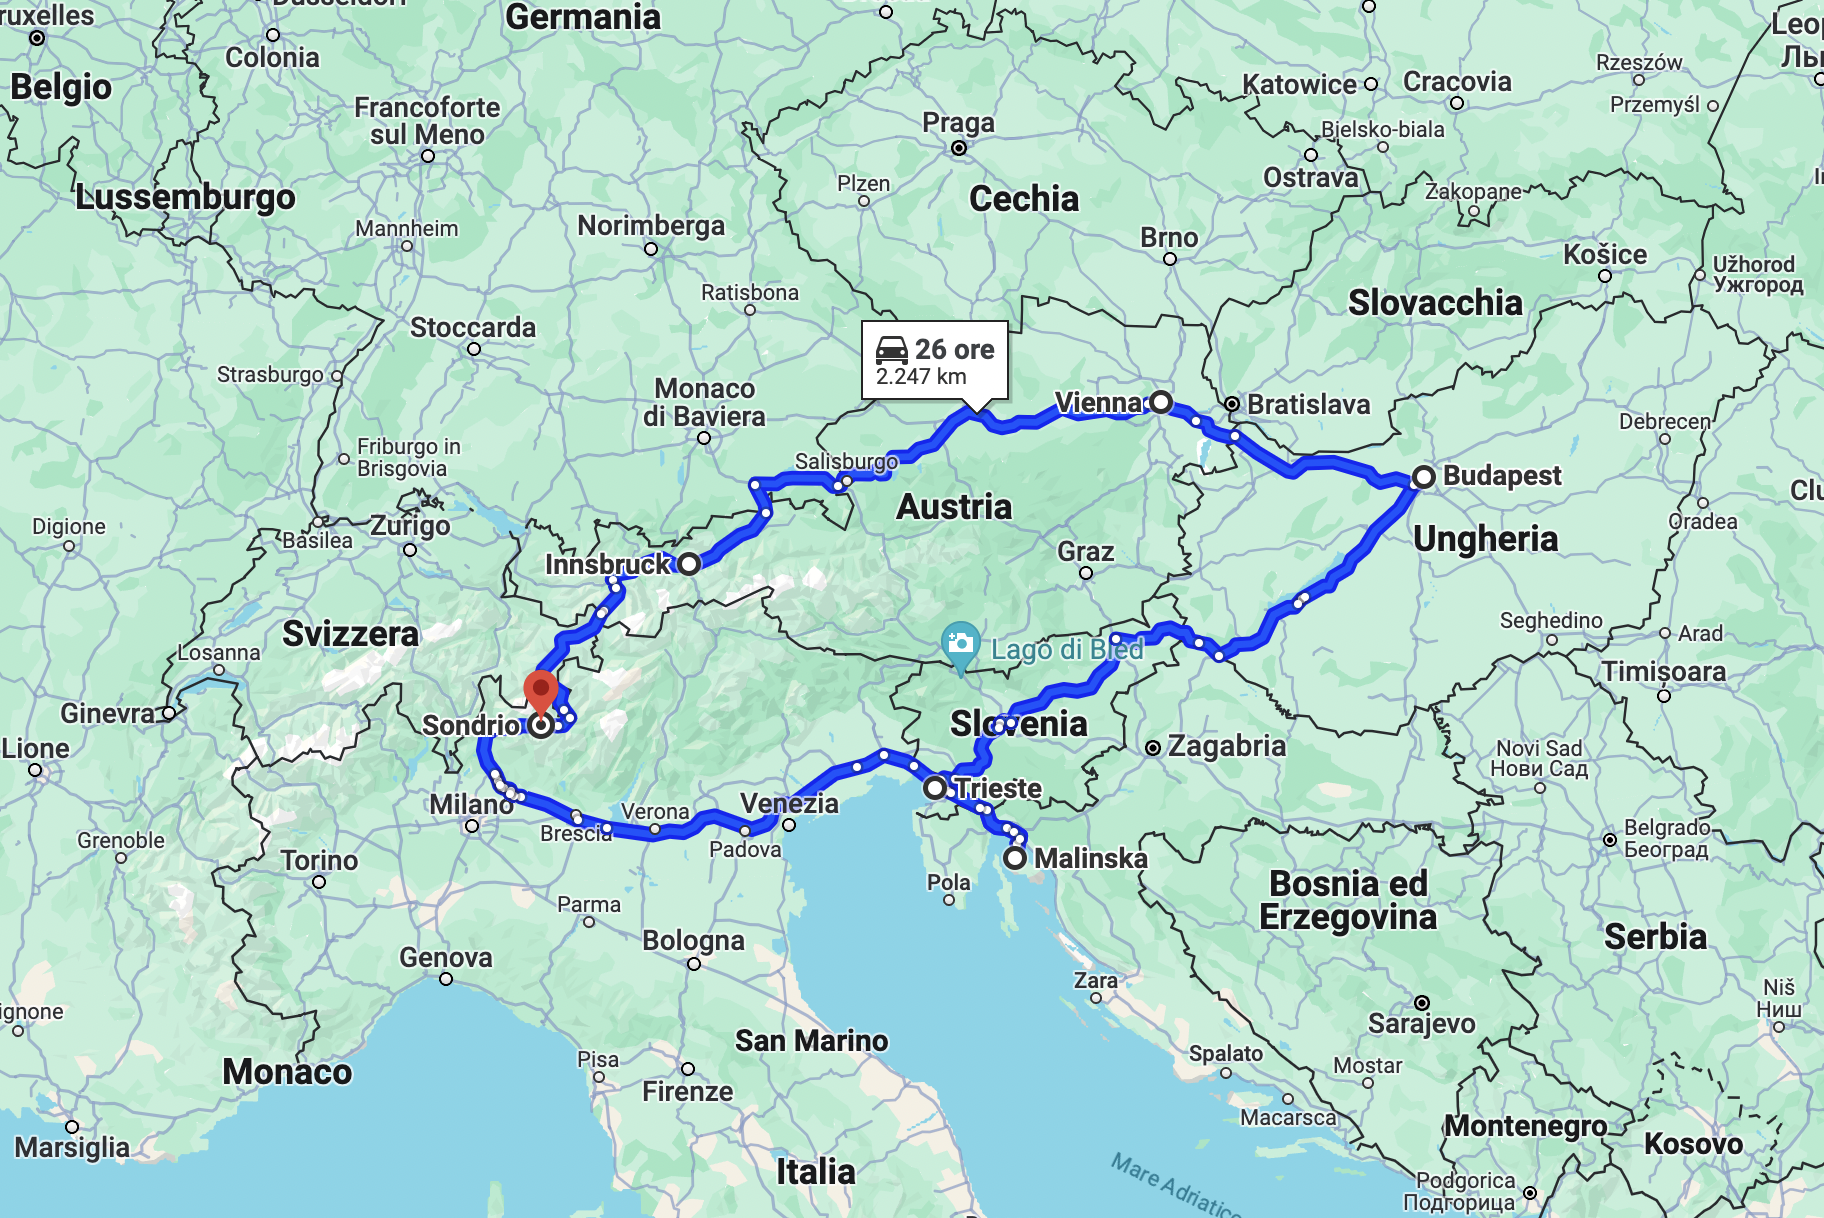 ruxelles
Colonia
Germania
Belgio
Francoforte
sul Meno
Praga
Katowice
Cracovia
Rzeszów
Przemyśl
Bielsko-biala
Ostrava
Plzen
Cechia
Lussemburgo
Mannheim
Norimberga
Brno
Zakopane
Košice
Užhorod
Ужгород
Ratisbona
Slovacchia
Stoccarda
Strasburgo
26 ore
2.247 km
Monaco
di Baviera
Vienna
Bratislava
Debrecen
Friburgo in
Brisgovia
Salisburgo
Budapest
Austria
Digione
Zurigo
Basilea
Oradea
Ungheria
Innsbruck
Graz
Svizzera
Losanna
Lago di Bled
Seghedino
Arad
Timișoara
Ginevra
Sondrio
Slovenia
Zagabria
Lione
Novi Sad
Нови Сад
Milano
Brescia
Verona
Venezia
Trieste
Padova
Grenoble
Torino
Malinska
Pola
Belgrado
Београд
Bosnia ed
Erzegovina
Parma
Bologna
Genova
Serbia
Zara
Niš
Ниш
ignone
Sarajevo
San Marino
Monaco
Pisa
Firenze
Spalato
Mostar
Macarsca
Montenegro
Kosovo
Marsiglia
Italia
Mare Adriatico
Podgorica
Подгорица